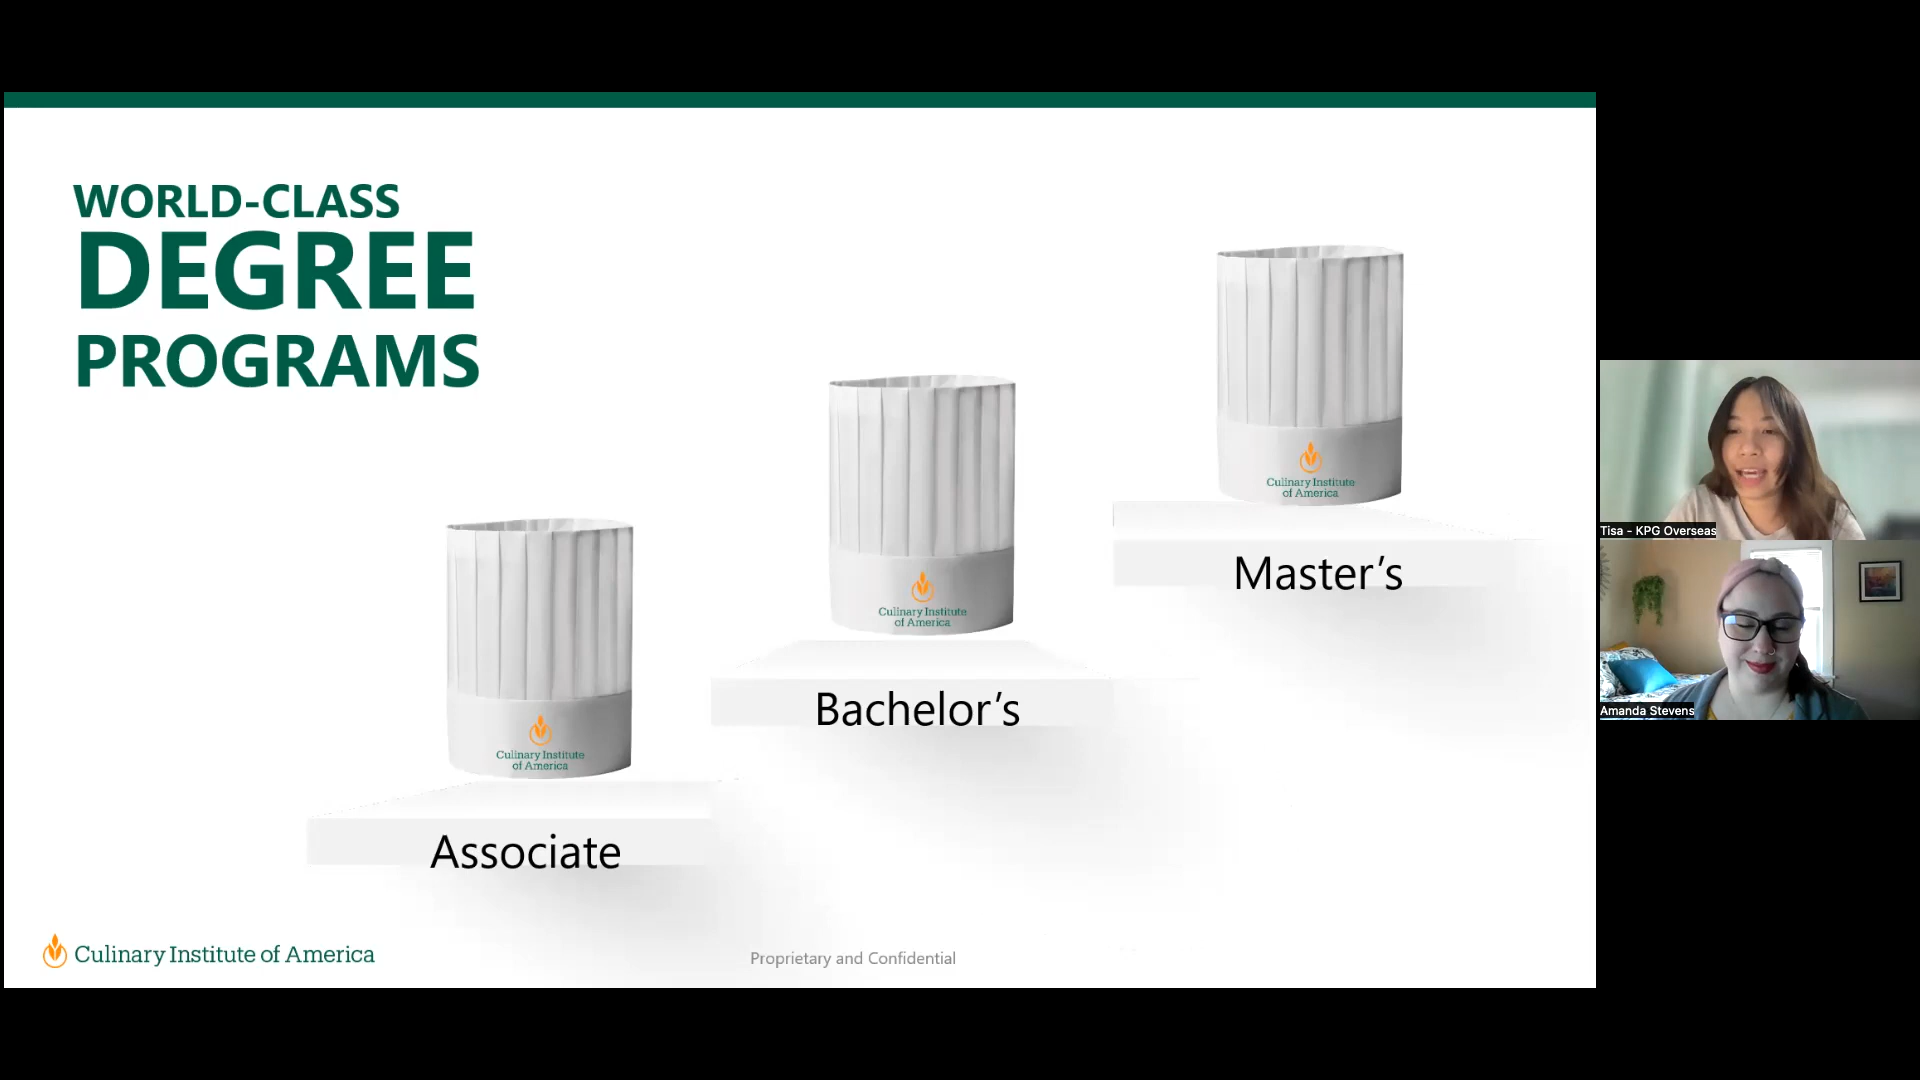 WORLD-CLASS
DEGREE
PROGRAMS
Culinary Institute
of America
Master’s
Culinary Institute
of America
Bachelor’s
Culinary Institute
of America
Associate
Culinary Institute of America
Proprietary and Confidential
Tisa - KPG Overseas
Amanda Stevens